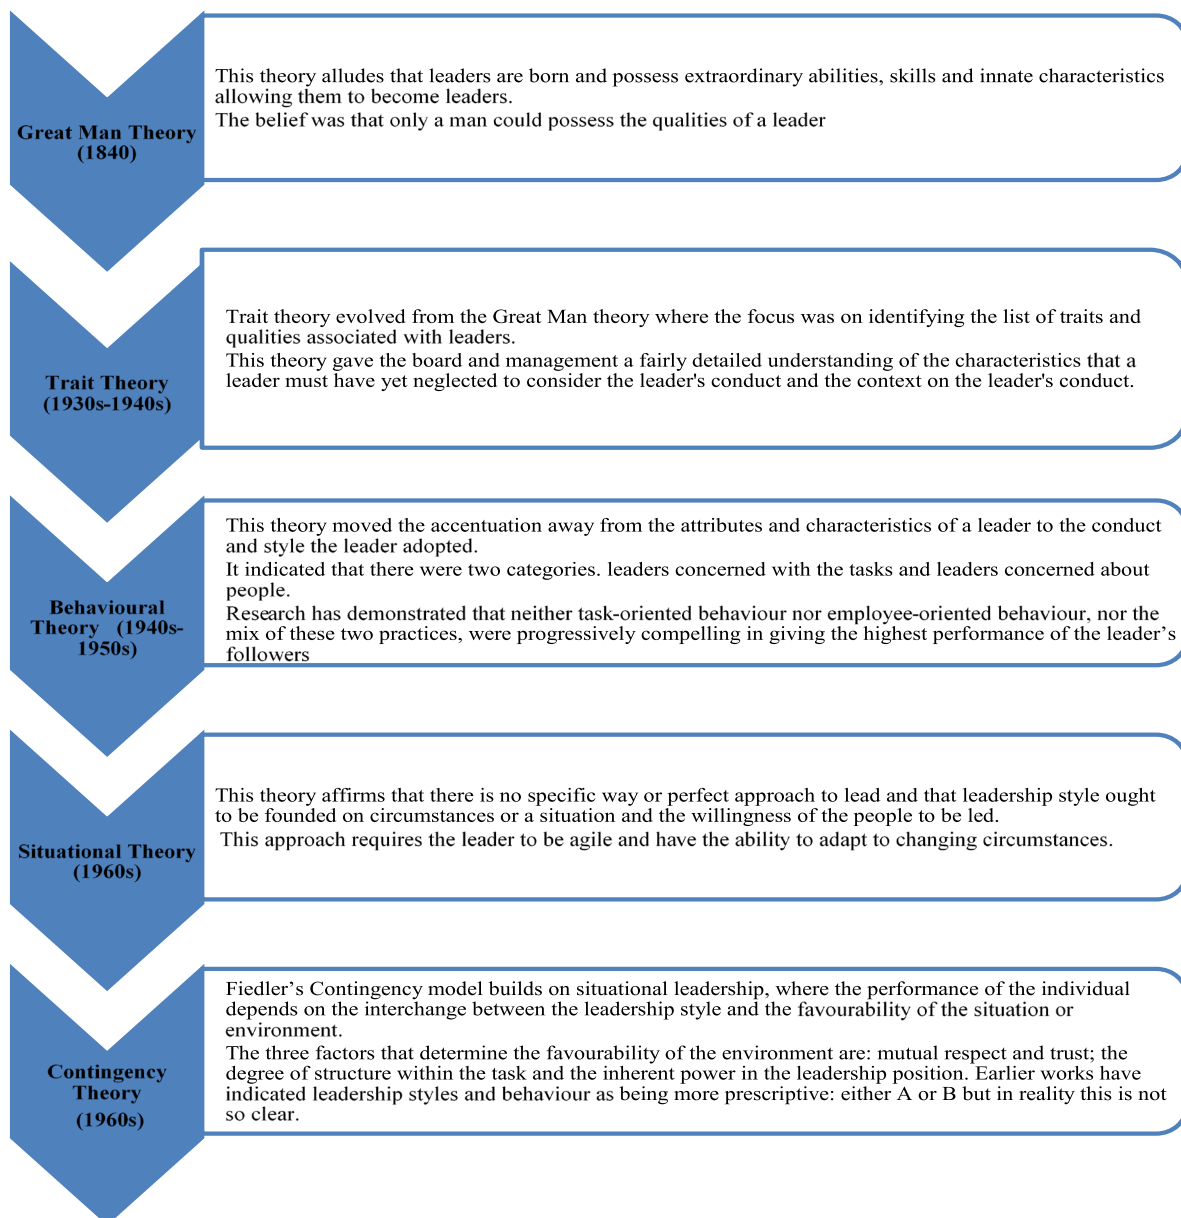 This theory alludes that leaders are born and possess extraordinary abilities, skills and innate characteristics
allowing them to become leaders.
The belief was that only a man could possess the qualities of a leader
Great Man Theory
(1840)
Trait theory evolved from the Great Man theory where the focus was on identifying the list of traits and
qualities associated with leaders.
This theory gave the board and management a fairly detailed understanding of the characteristics that a
leader must have yet neglected to consider the leader's conduct and the context on the leader's conduct.
Trait Theory
(1930s-1940s)
This theory moved the accentuation away from the attributes and characteristics of a leader to the conduct
and style the leader adopted.
It indicated that there were two categories. leaders concerned with the tasks and leaders concerned about
people.
Research has demonstrated that neither task-oriented behaviour nor employee-oriented behaviour, nor the
mix of these two practices, were progressively compelling in giving the highest performance of the leader’s
followers
Behavioural
Theory (1940s-
1950s)
This theory affirms that there is no specific way or perfect approach to lead and that leadership style ought
to be founded on circumstances or a situation and the willingness of the people to be led.
This approach requires the leader to be agile and have the ability to adapt to changing circumstances.
Situational Theory
(1960s)
Fiedler’s Contingency model builds on situational leadership, where the performance of the individual
depends on the interchange between the leadership style and the favourability of the situation or
environment.
The three factors that determine the favourability of the environment are: mutual respect and trust; the
degree of structure within the task and the inherent power in the leadership position. Earlier works have
indicated leadership styles and behaviour as being more prescriptive: either A or B but in reality this is not
so clear.
Contingency
Theory
(1960s)